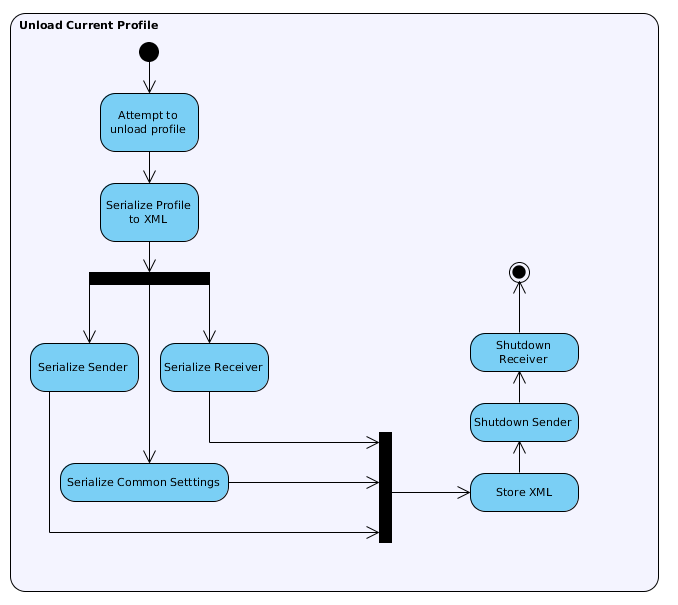 Unload Current Profile
Attempt to
unload profile
Serialize Profile
to XML
Serialize Sender
Serialize Receiver
Serialize Common Setttings
Shutdown
Receiver
Shutdown Sender
Store XML